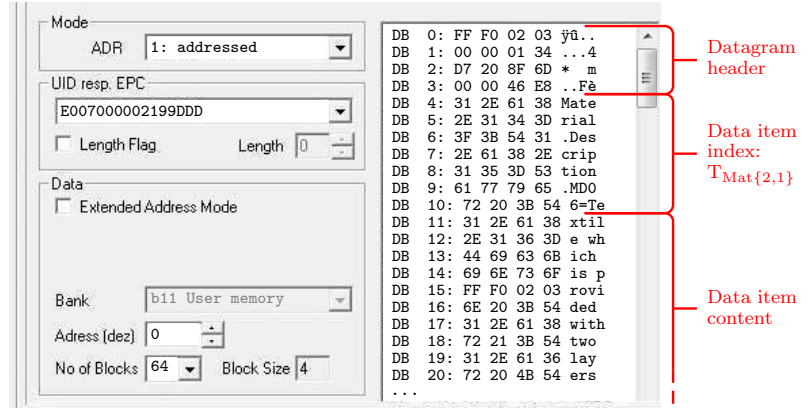 Mode
ADR 1: addressed
UID resp. EPC
E007000002199DDD
Length Flag Length 0
Data
Extended Address Mode
Bank b11 User memory
Adress (dez) 0
No of Blocks 64 Block Size 4
DB 0: FF F0 02 03 ÿû..
DB 1: 00 00 01 34 ...4
DB 2: D7 20 8F 6D * m
DB 3: 00 00 46 E8 ..Fè
DB 4: 31 2E 61 38 Mate
DB 5: 2E 31 34 3D rial
DB 6: 3F 3B 54 31 .Des
DB 7: 2E 61 38 2E crip
DB 8: 31 35 3D 53 tion
DB 9: 61 77 79 65 .MD0
DB 10: 72 20 3B 54 6=Te
DB 11: 31 2E 61 38 xtil
DB 12: 2E 31 36 3D e wh
DB 13: 44 69 63 6B ich
DB 14: 69 6E 73 6F is p
DB 15: FF F0 02 03 rovi
DB 16: 6E 20 3B 54 ded
DB 17: 31 2E 61 38 with
DB 18: 72 21 3B 54 two
DB 19: 31 2E 61 36 lay
DB 20: 72 20 4B 54 ers
...
Datagram
header
Data item
index:
T_Mat{2,1}
Data item
content